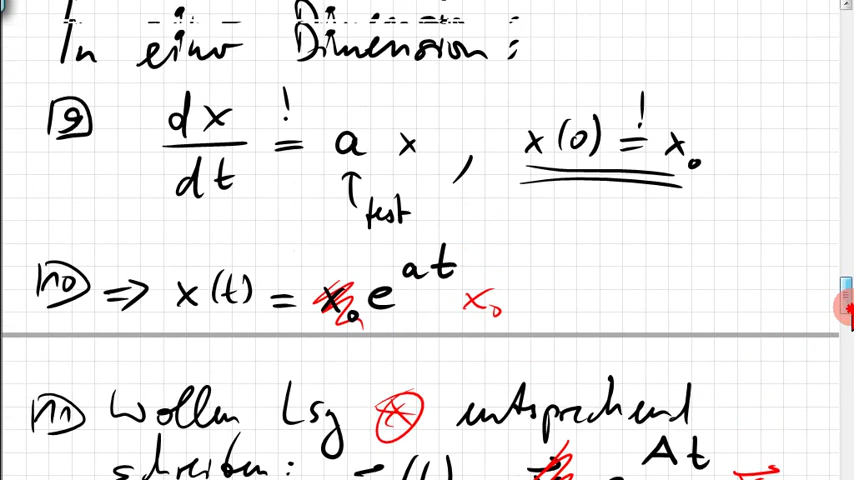 In einer Dimension:
9 dx/dt =! a x , x(0) =! x₀
↑ fest
10 ⇒ x(t) = x₀ e^{at} x₀
11 Wollen Lsg * entsprechend
schreiben: (t) e^{At}